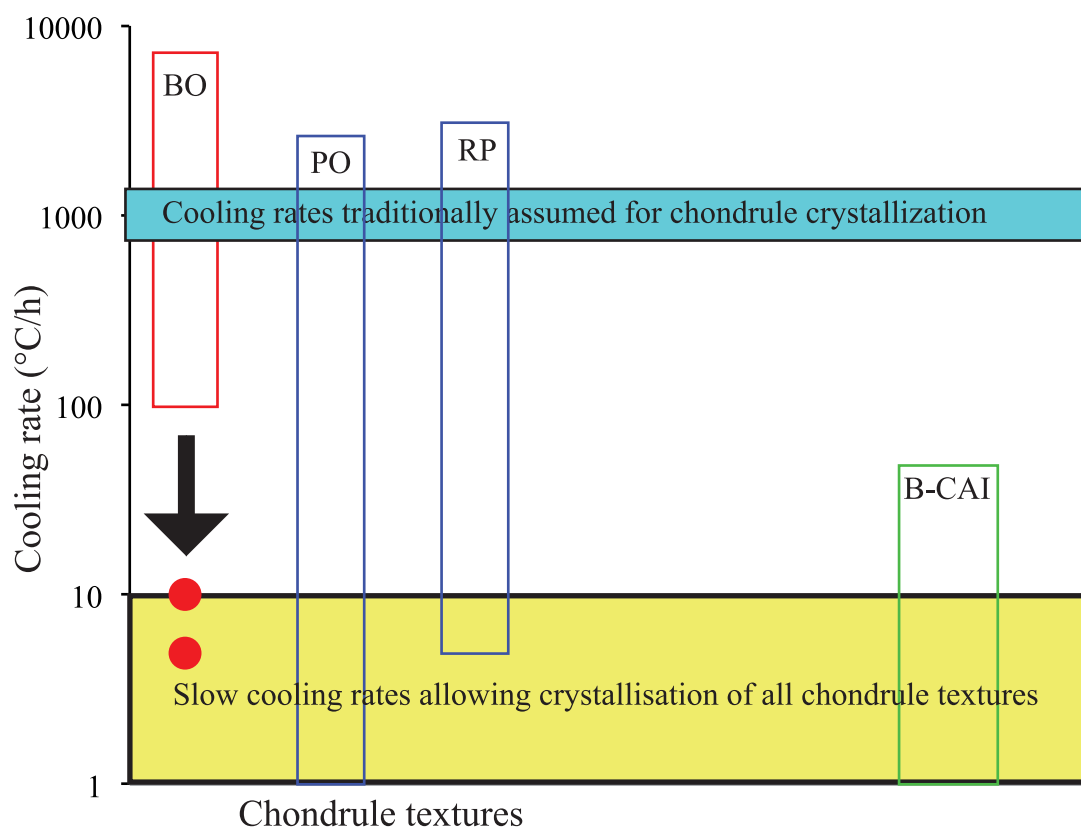 10000
BO
PO
RP
Cooling rates traditionally assumed for chondrule crystallization
1000
Cooling rate (°C/h)
100
B-CAI
10
Slow cooling rates allowing crystallisation of all chondrule textures
1
Chondrule textures